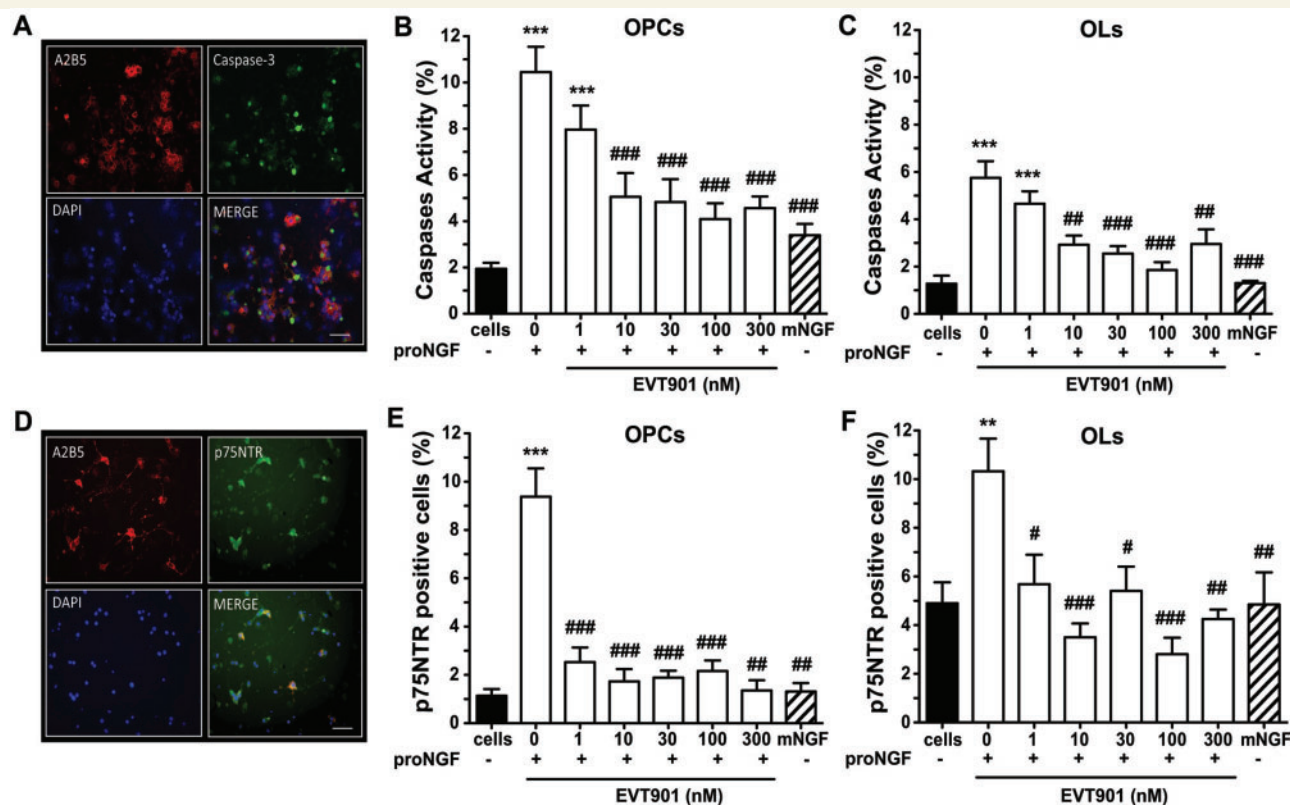 A
A2B5
Caspase-3
DAPI
MERGE
B
OPCs
Caspases Activity (%)
12
10
8
6
4
2
0
***
***
###
###
###
###
###
cells 0 1 10 30 100 300 mNGF
proNGF - + + + + + + -
EVT901 (nM)
C
OLs
Caspases Activity (%)
12
10
8
6
4
2
0
***
***
##
###
###
##
###
cells 0 1 10 30 100 300 mNGF
proNGF - + + + + + + -
EVT901 (nM)
D
A2B5
p75NTR
DAPI
MERGE
E
OPCs
p75NTR positive cells (%)
12
10
8
6
4
2
0
***
###
###
###
###
##
##
cells 0 1 10 30 100 300 mNGF
proNGF - + + + + + + -
EVT901 (nM)
F
OLs
p75NTR positive cells (%)
12
10
8
6
4
2
0
**
#
###
#
###
##
##
cells 0 1 10 30 100 300 mNGF
proNGF - + + + + + + -
EVT901 (nM)